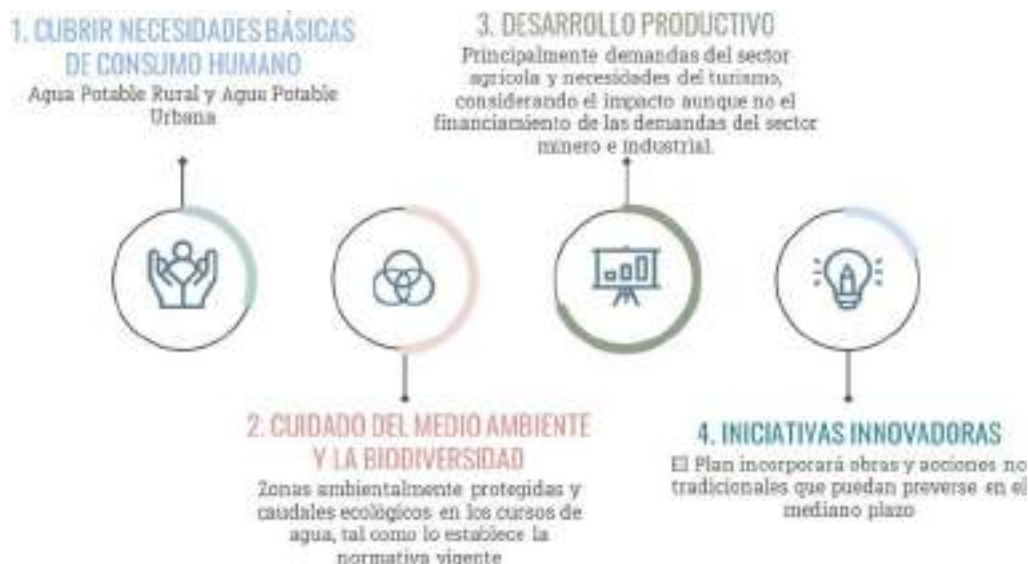 1. CUBRIR NECESIDADES BÁSICAS
DE CONSUMO HUMANO
Agua Potable Rural y Agua Potable
Urbana
2. CUIDADO DEL MEDIO AMBIENTE
Y LA BIODIVERSIDAD
Zonas ambientalmente protegidas y
caudales ecológicos en los cursos de
agua, tal como lo establece la
normativa vigente
3. DESARROLLO PRODUCTIVO
Principalmente demandas del sector
agrícola y necesidades del turismo,
considerando el impacto aunque no el
financiamiento de las demandas del sector
minero e industrial.
4. INICIATIVAS INNOVADORAS
El Plan incorporará obras y acciones no
tradicionales que puedan preverse en el
mediano plazo